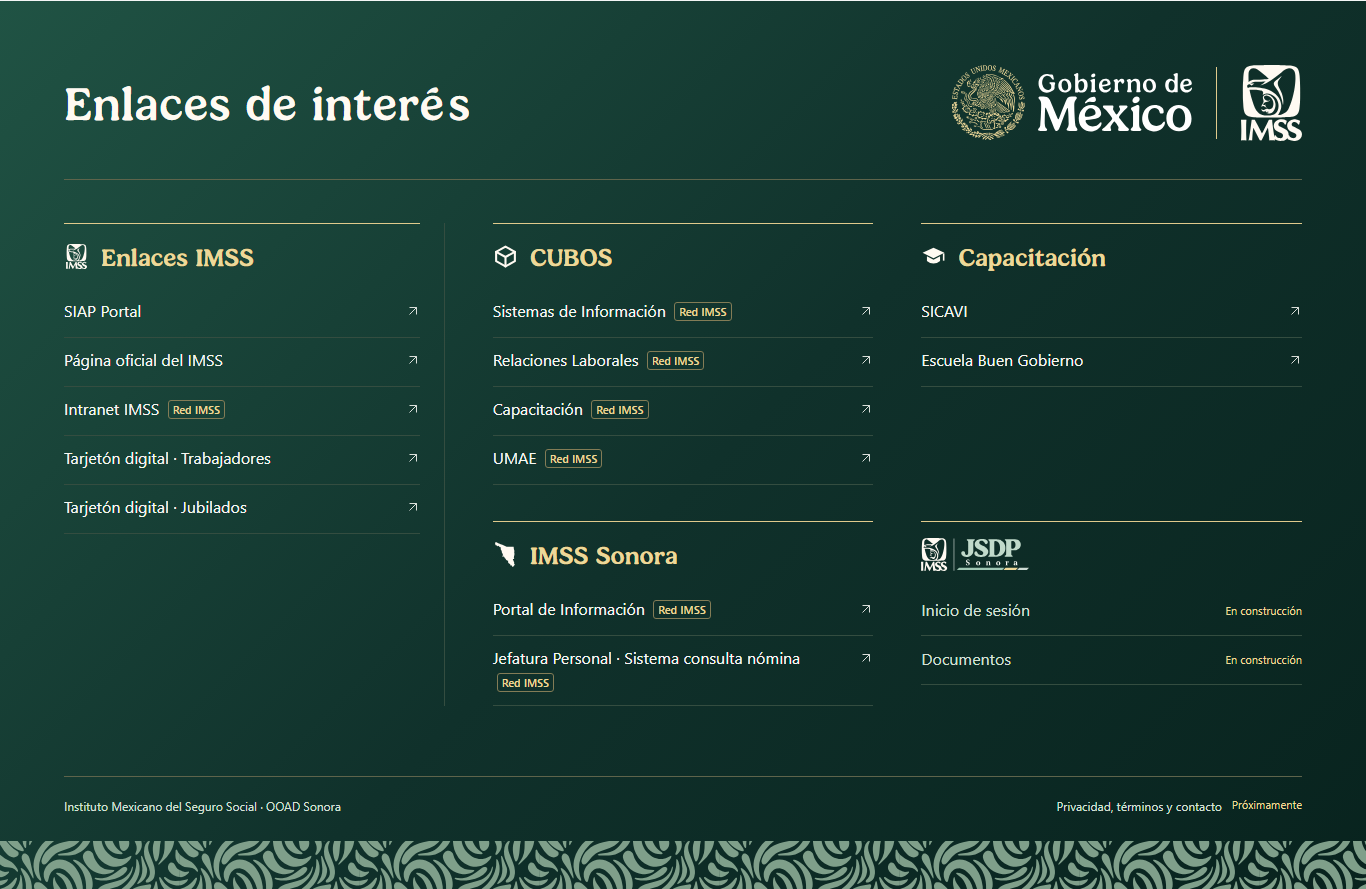 Enlaces de interés
ESTADOS UNIDOS MEXICANOS
Gobierno de
México
IMSS
IMSS
Enlaces IMSS
SIAP Portal
Página oficial del IMSS
Intranet IMSS Red IMSS
Tarjetón digital · Trabajadores
Tarjetón digital · Jubilados
CUBOS
Sistemas de Información Red IMSS
Relaciones Laborales Red IMSS
Capacitación Red IMSS
UMAE Red IMSS
Capacitación
SICAVI
Escuela Buen Gobierno
IMSS Sonora
Portal de Información Red IMSS
Jefatura Personal · Sistema consulta nómina
Red IMSS
IMSS
JSDP
Sonora
Inicio de sesión En construcción
Documentos En construcción
Instituto Mexicano del Seguro Social · OOAD Sonora
Privacidad, términos y contacto Próximamente